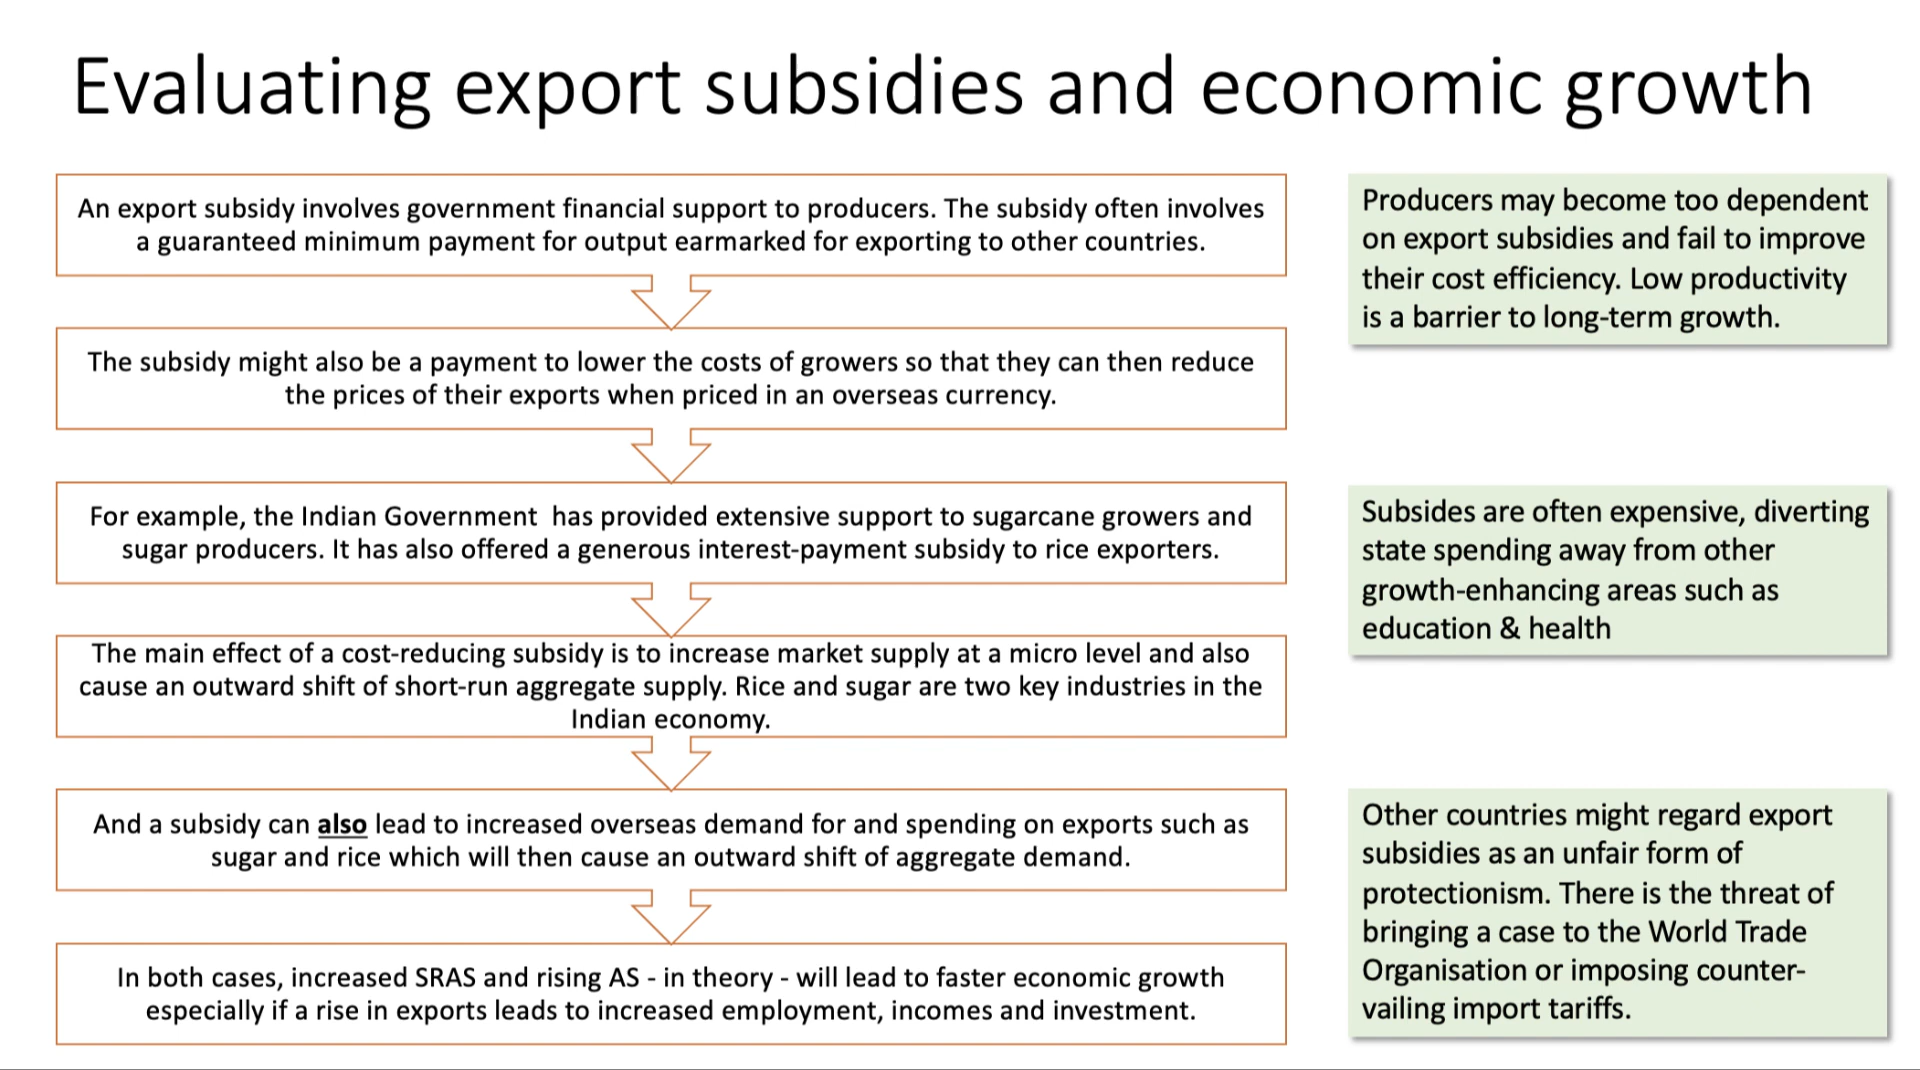 Evaluating export subsidies and economic growth
An export subsidy involves government financial support to producers. The subsidy often involves
a guaranteed minimum payment for output earmarked for exporting to other countries.
The subsidy might also be a payment to lower the costs of growers so that they can then reduce
the prices of their exports when priced in an overseas currency.
For example, the Indian Government  has provided extensive support to sugarcane growers and
sugar producers. It has also offered a generous interest-payment subsidy to rice exporters.
The main effect of a cost-reducing subsidy is to increase market supply at a micro level and also
cause an outward shift of short-run aggregate supply. Rice and sugar are two key industries in the
Indian economy.
And a subsidy can also lead to increased overseas demand for and spending on exports such as
sugar and rice which will then cause an outward shift of aggregate demand.
In both cases, increased SRAS and rising AS - in theory - will lead to faster economic growth
especially if a rise in exports leads to increased employment, incomes and investment.
Producers may become too dependent
on export subsidies and fail to improve
their cost efficiency. Low productivity
is a barrier to long-term growth.
Subsides are often expensive, diverting
state spending away from other
growth-enhancing areas such as
education & health
Other countries might regard export
subsidies as an unfair form of
protectionism. There is the threat of
bringing a case to the World Trade
Organisation or imposing counter-
vailing import tariffs.